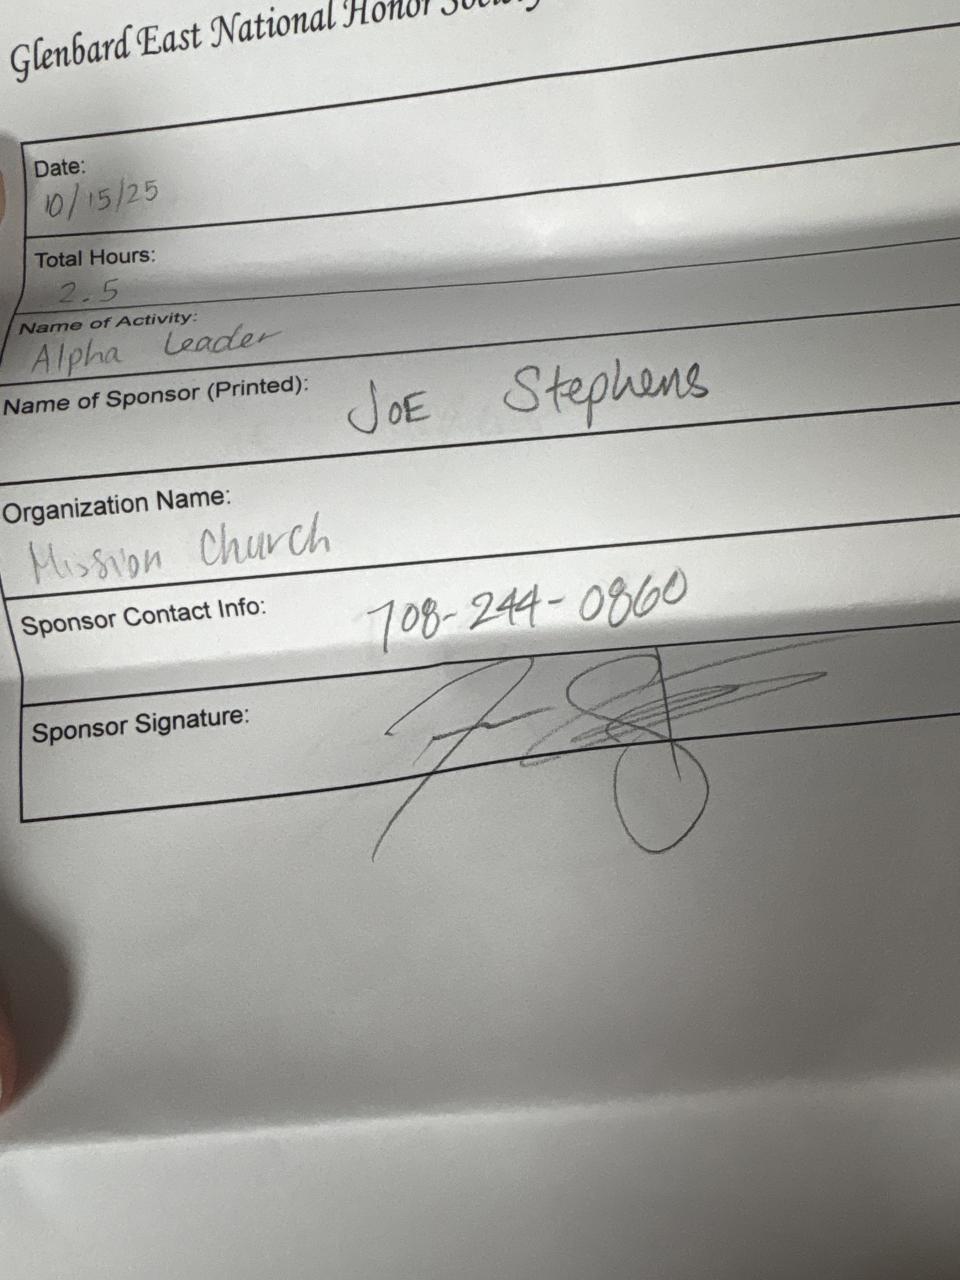 Glenbard East National Honor Society
Date:
10/15/25
Total Hours:
2.5
Name of Activity:
Alpha Leader
Name of Sponsor (Printed): JOE Stephens
Organization Name:
Mission Church
Sponsor Contact Info: 708-244-0860
Sponsor Signature: